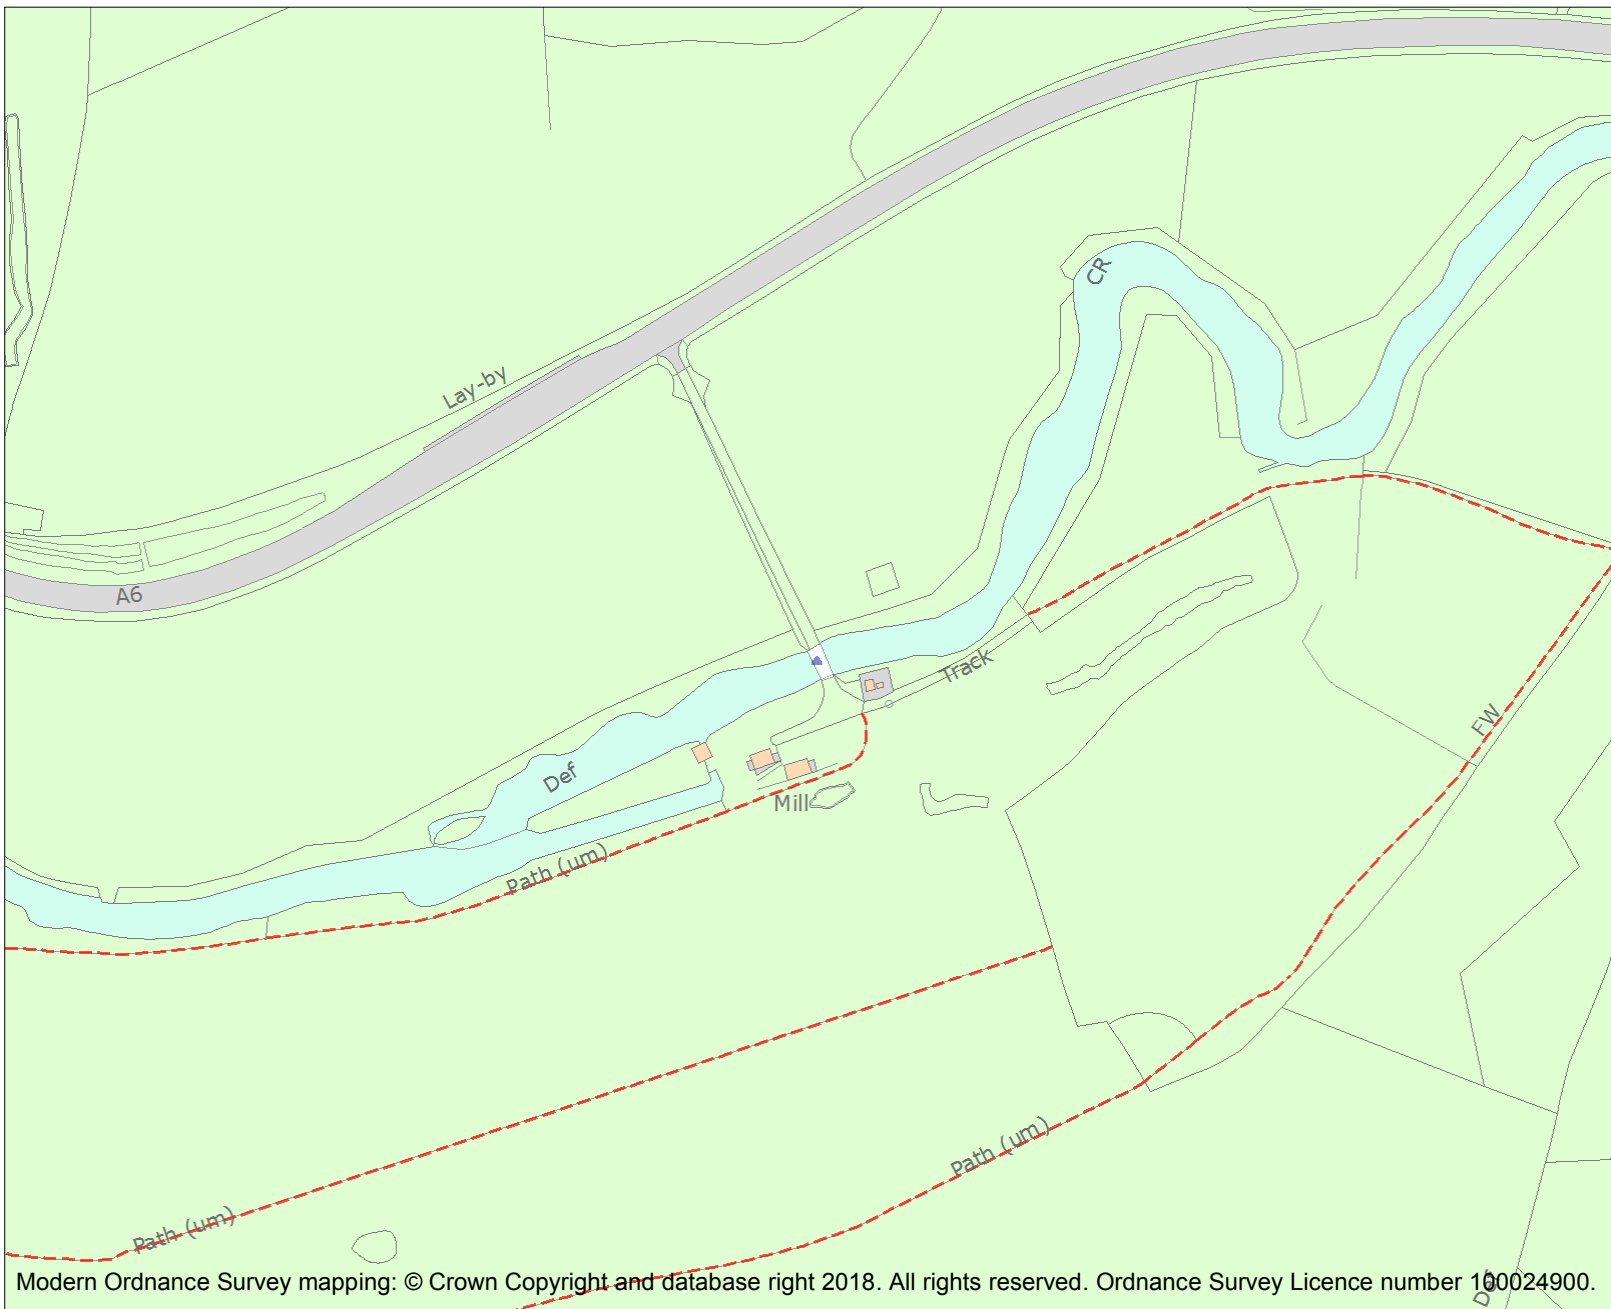 CR
Lay-by
A6
Track
FW
Def
Mill
Path (um)
Path (um)
Path (um)
Def
Modern Ordnance Survey mapping: © Crown Copyright and database right 2018. All rights reserved. Ordnance Survey Licence number 100024900.